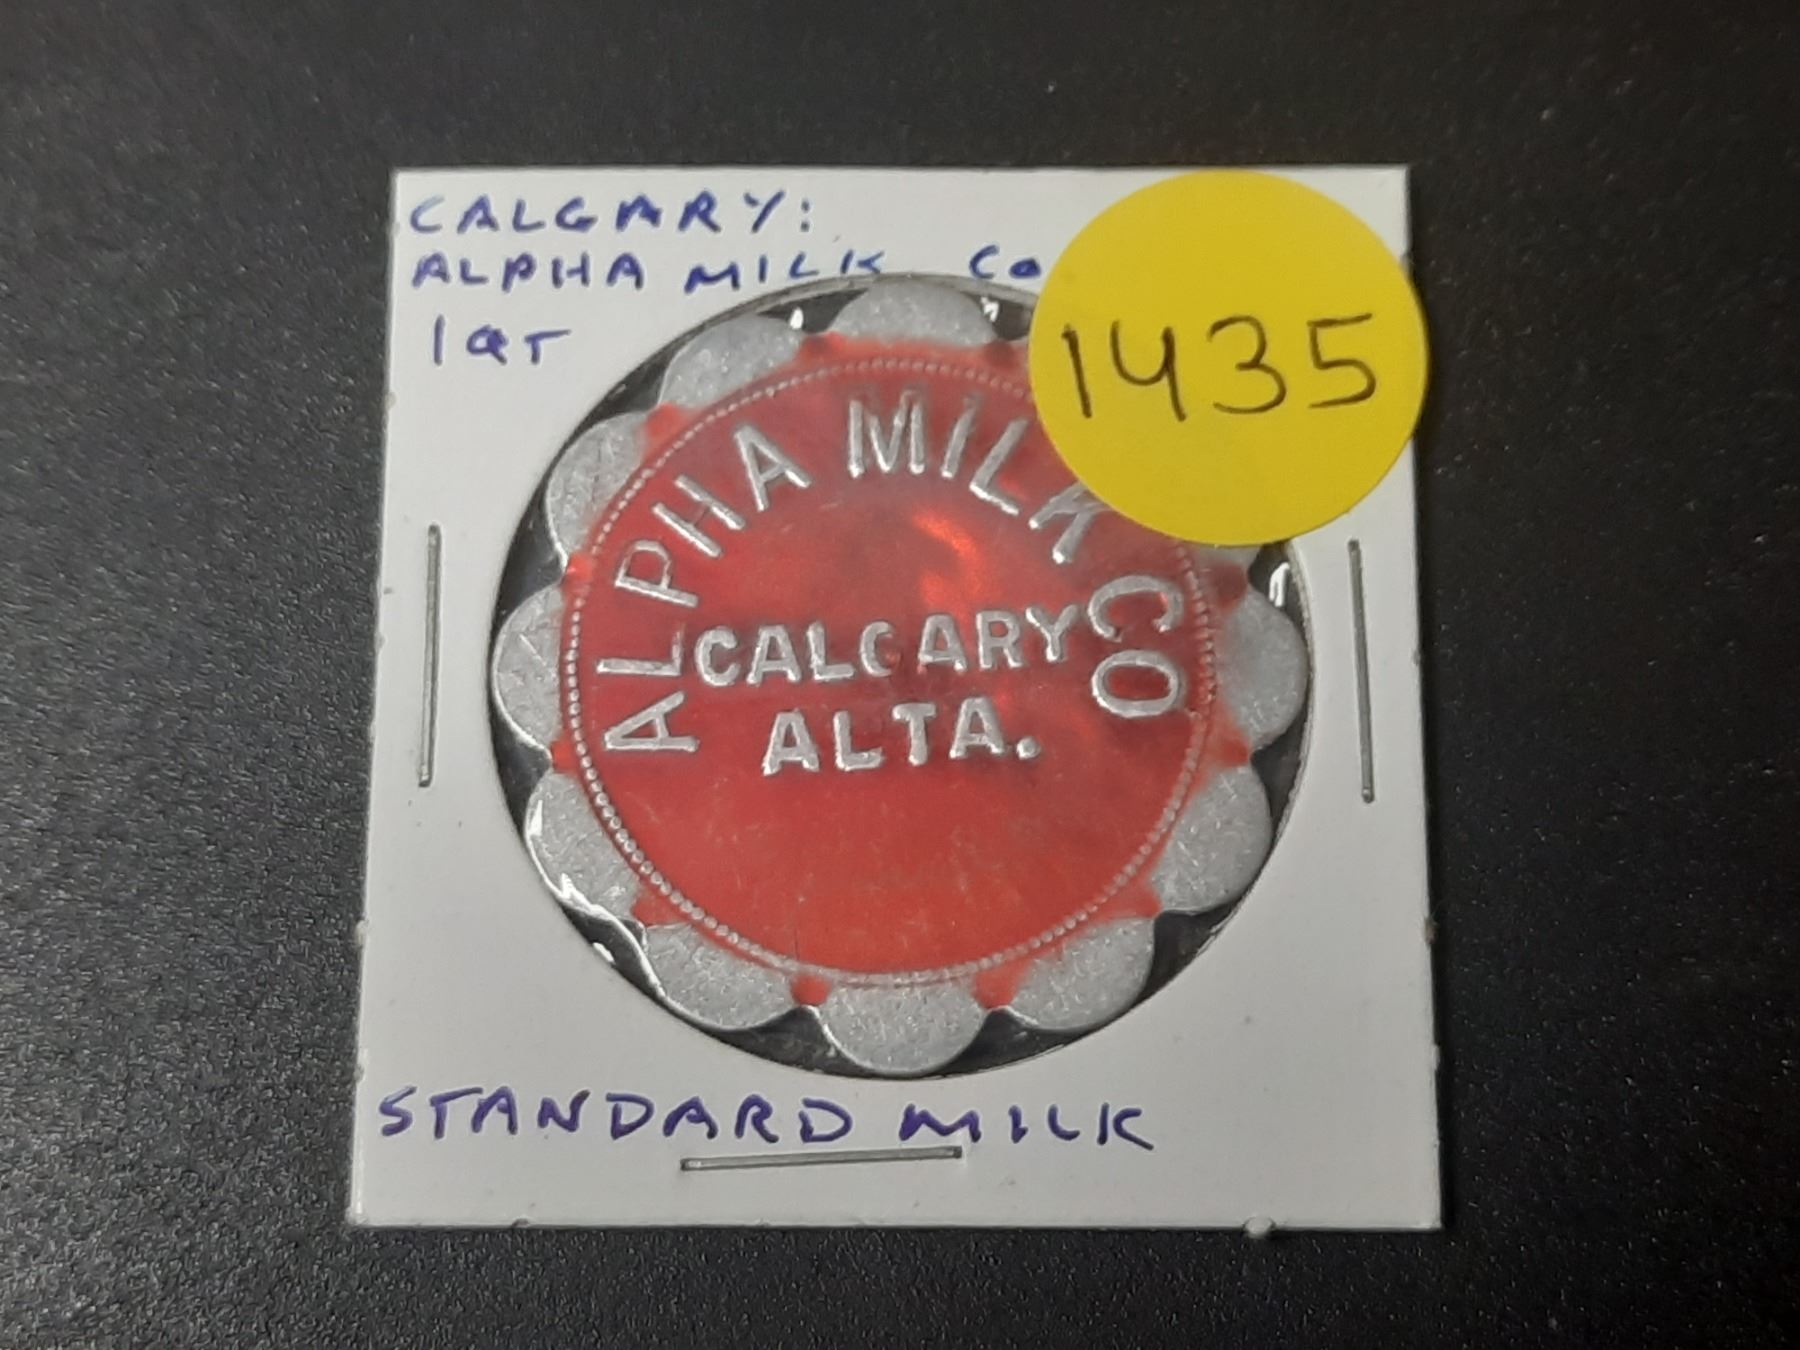 CALGARY:
ALPHA MILK Co
1QT
1435
ALPHA MILK CO
CALGARY
ALTA.
STANDARD MILK